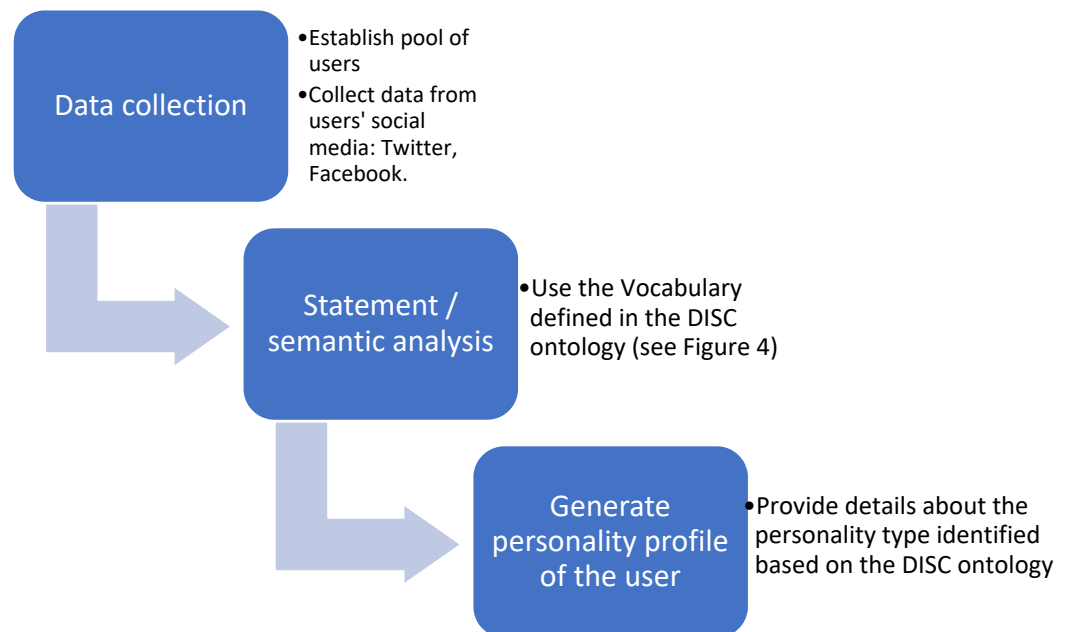 Data collection
•Establish pool of
users
•Collect data from
users' social
media: Twitter,
Facebook.
Statement /
semantic analysis
•Use the Vocabulary
defined in the DISC
ontology (see Figure 4)
Generate
personality profile
of the user
•Provide details about the
personality type identified
based on the DISC ontology